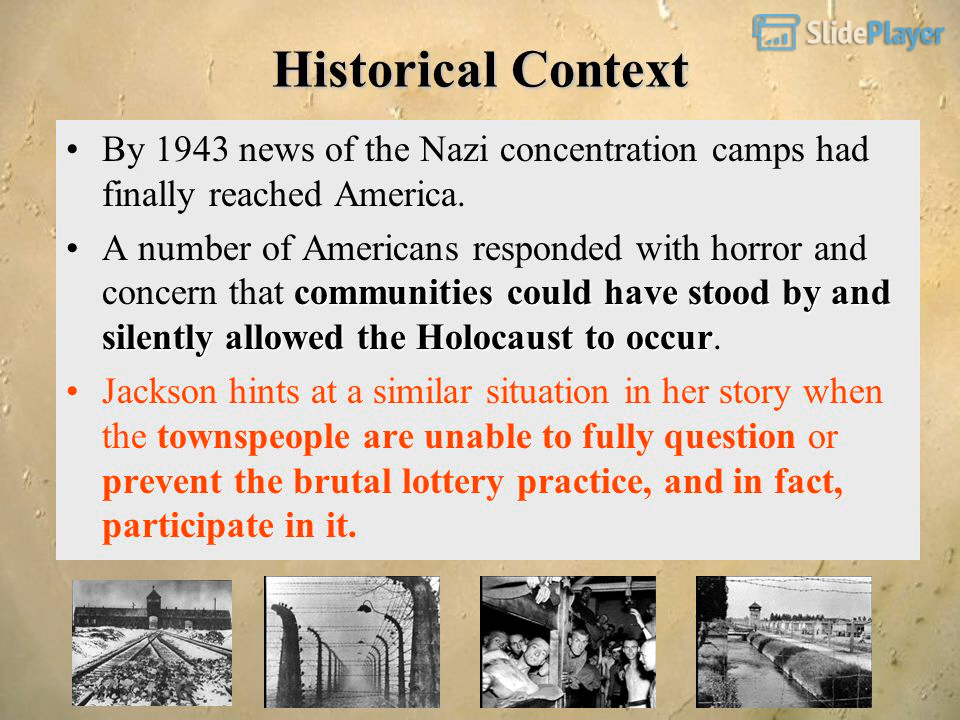 SlidePlayer
Historical Context
• By 1943 news of the Nazi concentration camps had
finally reached America.
• A number of Americans responded with horror and
concern that communities could have stood by and
silently allowed the Holocaust to occur.
• Jackson hints at a similar situation in her story when
the townspeople are unable to fully question or
prevent the brutal lottery practice, and in fact,
participate in it.